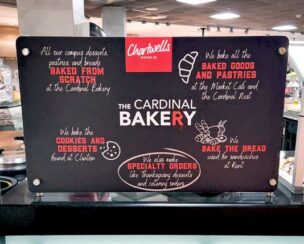 Chartwells
All our campus desserts,
pastries, and breads
BAKED FROM
SCRATCH
at the Cardinal Bakery
We bake all the
BAKED GOODS
AND PASTRIES
at the Market Cafe and
the Cardinal Nest
THE CARDINAL
BAKERY
We bake the
COOKIES AND
DESSERTS
found at Clanton
We also make
SPECIALTY ORDERS
like Thanksgiving desserts
and catering orders
We
BAKE THE BREAD
used for sandwiches
at Kent